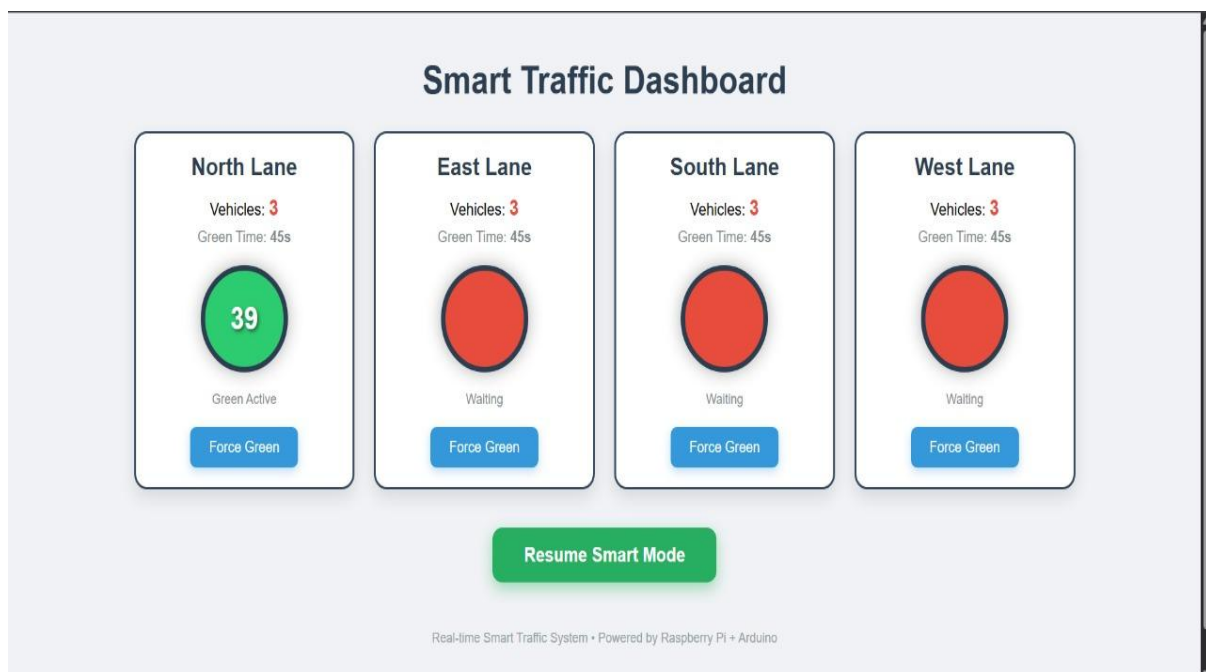 Smart Traffic Dashboard
North Lane
Vehicles: 3
Green Time: 45s
39
Green Active
Force Green
East Lane
Vehicles: 3
Green Time: 45s
Waiting
Force Green
South Lane
Vehicles: 3
Green Time: 45s
Waiting
Force Green
West Lane
Vehicles: 3
Green Time: 45s
Waiting
Force Green
Resume Smart Mode
Real-time Smart Traffic System • Powered by Raspberry Pi + Arduino